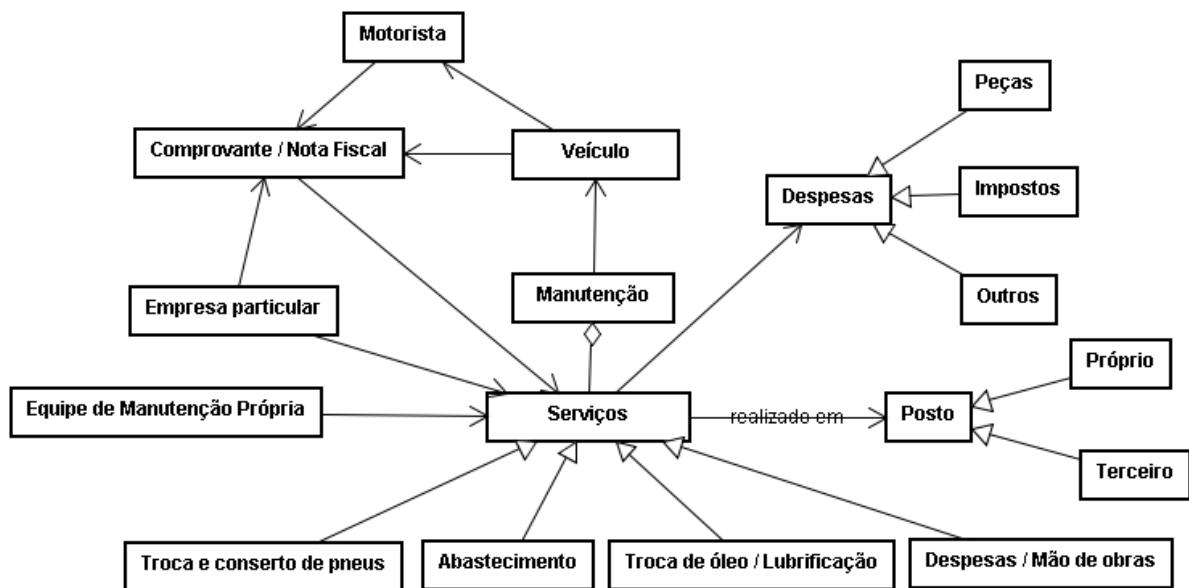 Motorista
Peças
Comprovante / Nota Fiscal
Veículo
Despesas
Impostos
Manutenção
Outros
Empresa particular
Próprio
Equipe de Manutenção Própria
Serviços
realizado em
Posto
Terceiro
Troca e conserto de pneus
Abastecimento
Troca de óleo / Lubrificação
Despesas / Mão de obras